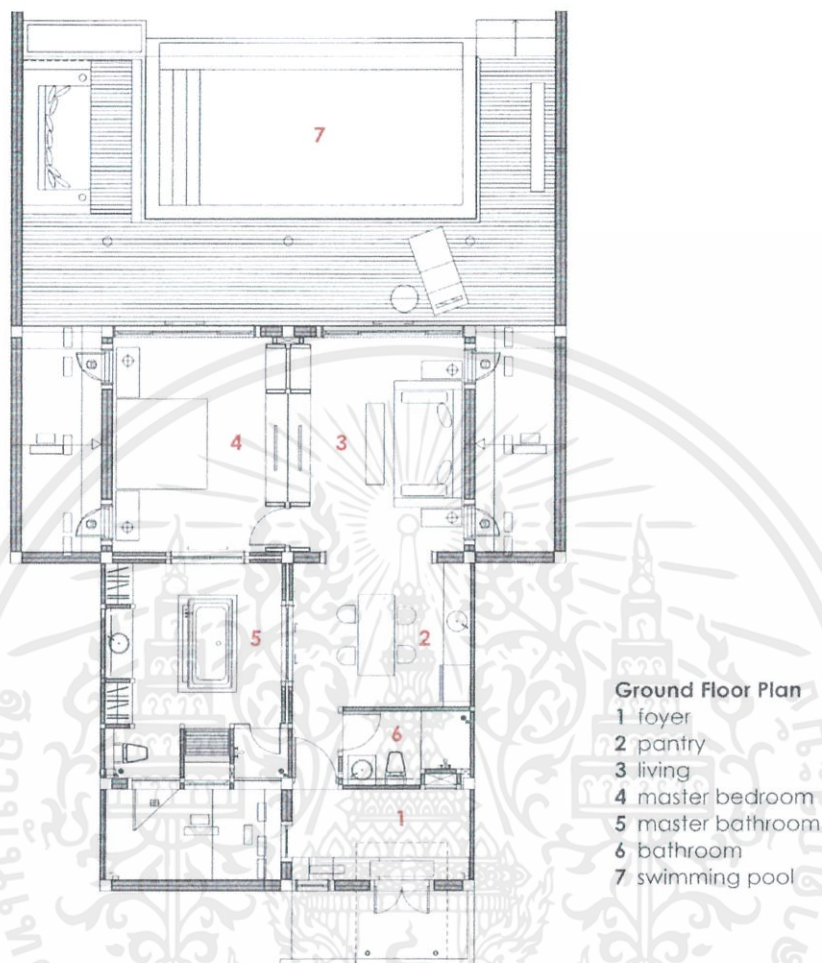 7
4
3
5
2
6
1
Ground Floor Plan
1 foyer
2 pantry
3 living
4 master bedroom
5 master bathroom
6 bathroom
7 swimming pool